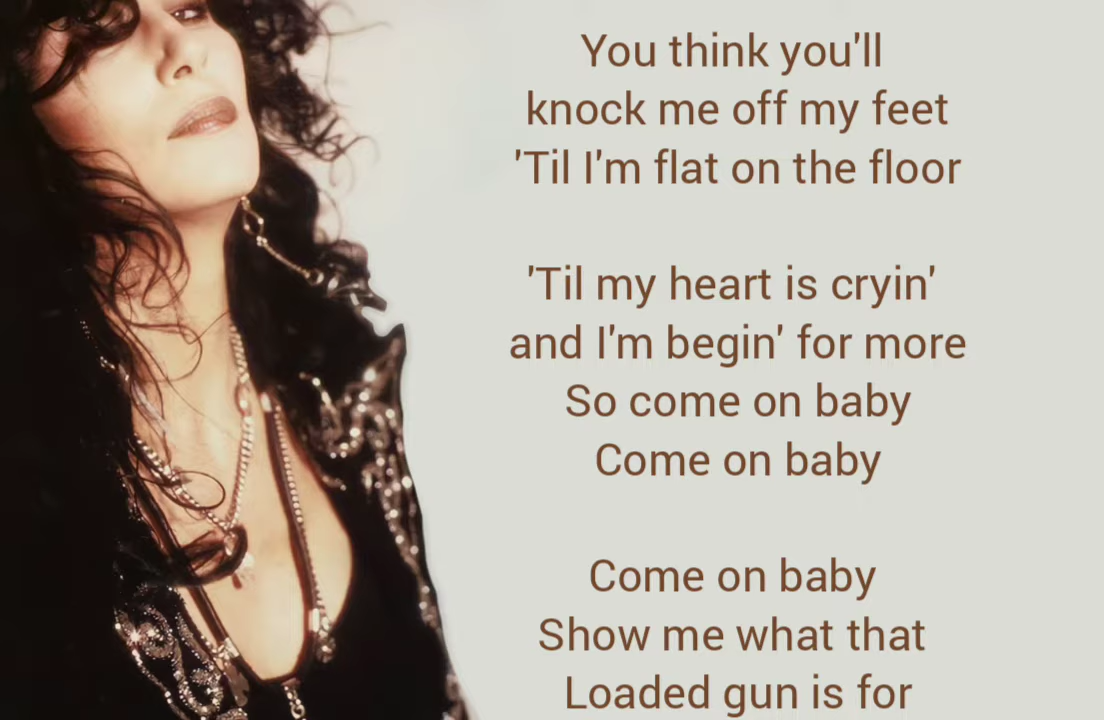 You think you'll
knock me off my feet
'Til I'm flat on the floor
'Til my heart is cryin'
and I'm begin' for more
So come on baby
Come on baby
Come on baby
Show me what that
Loaded gun is for